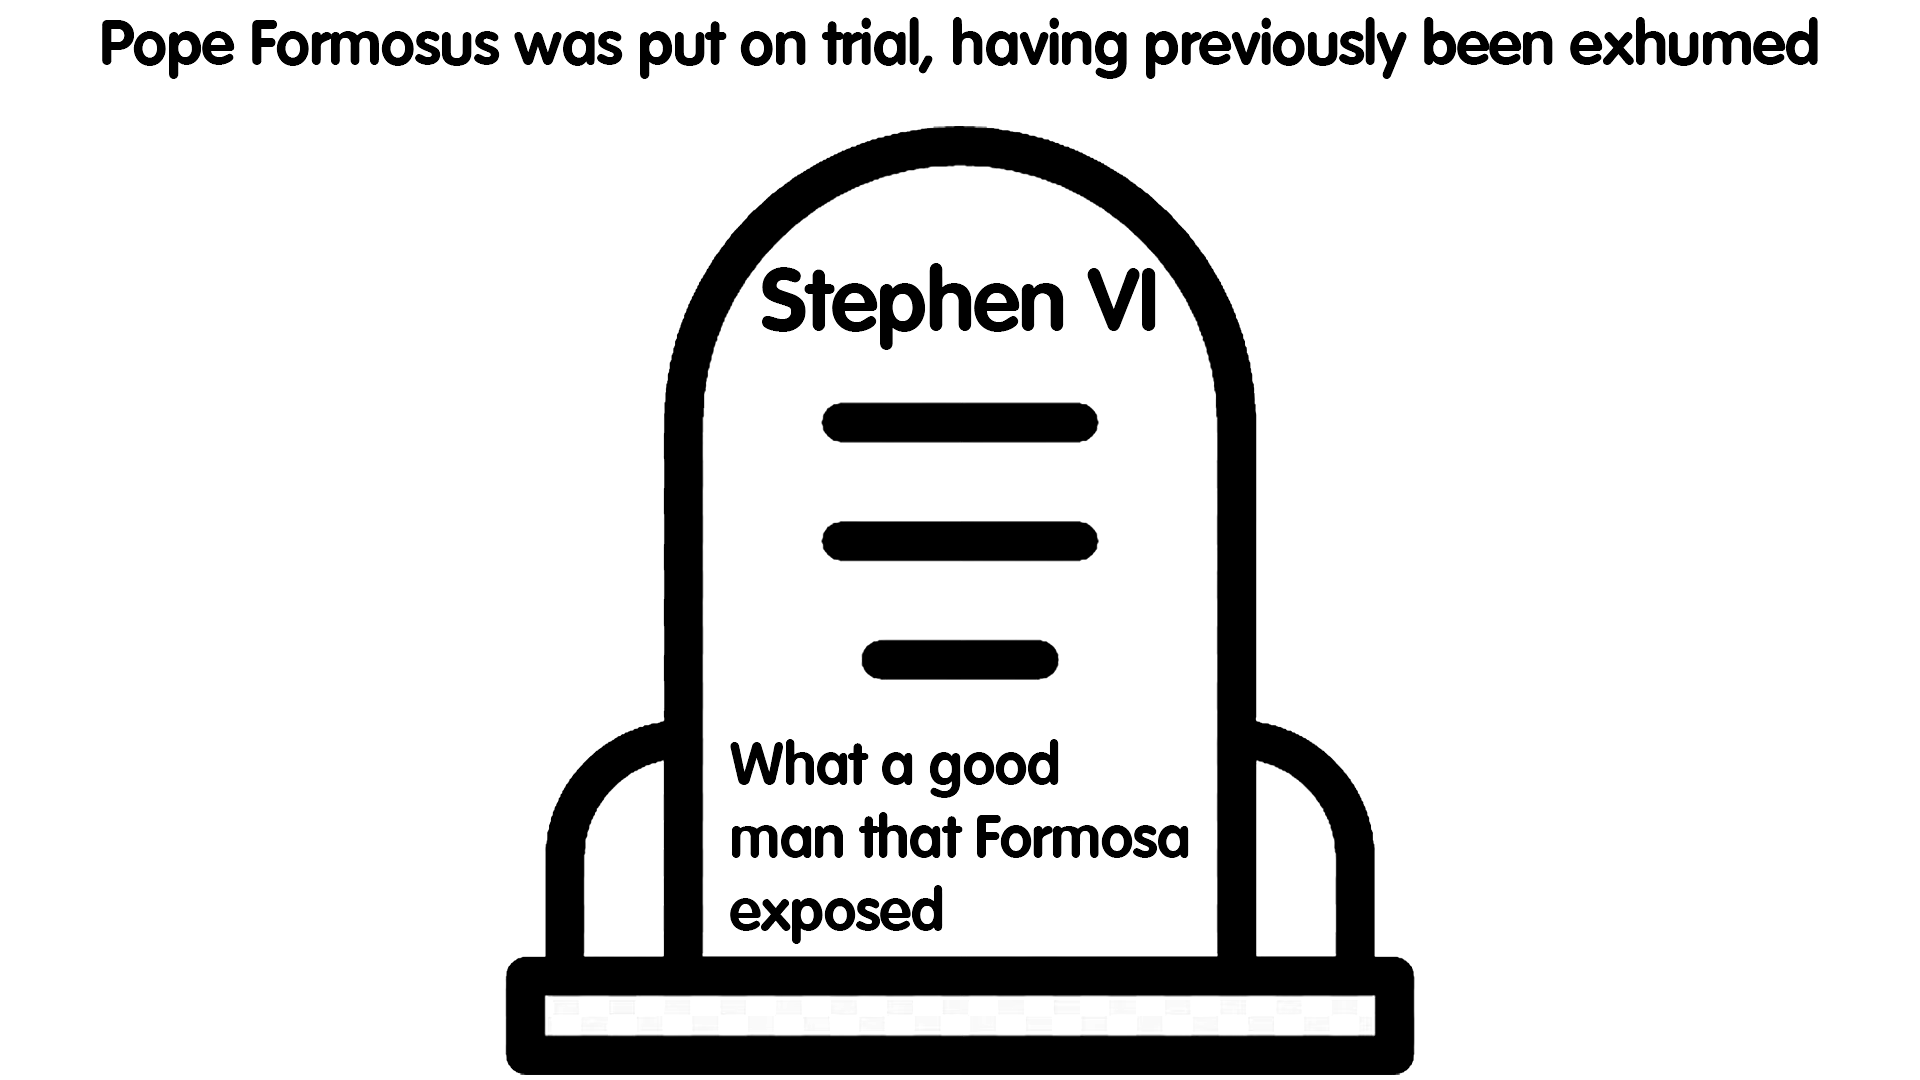 Pope Formosus was put on trial, having previously been exhumed
Stephen VI
What a good
man that Formosa
exposed